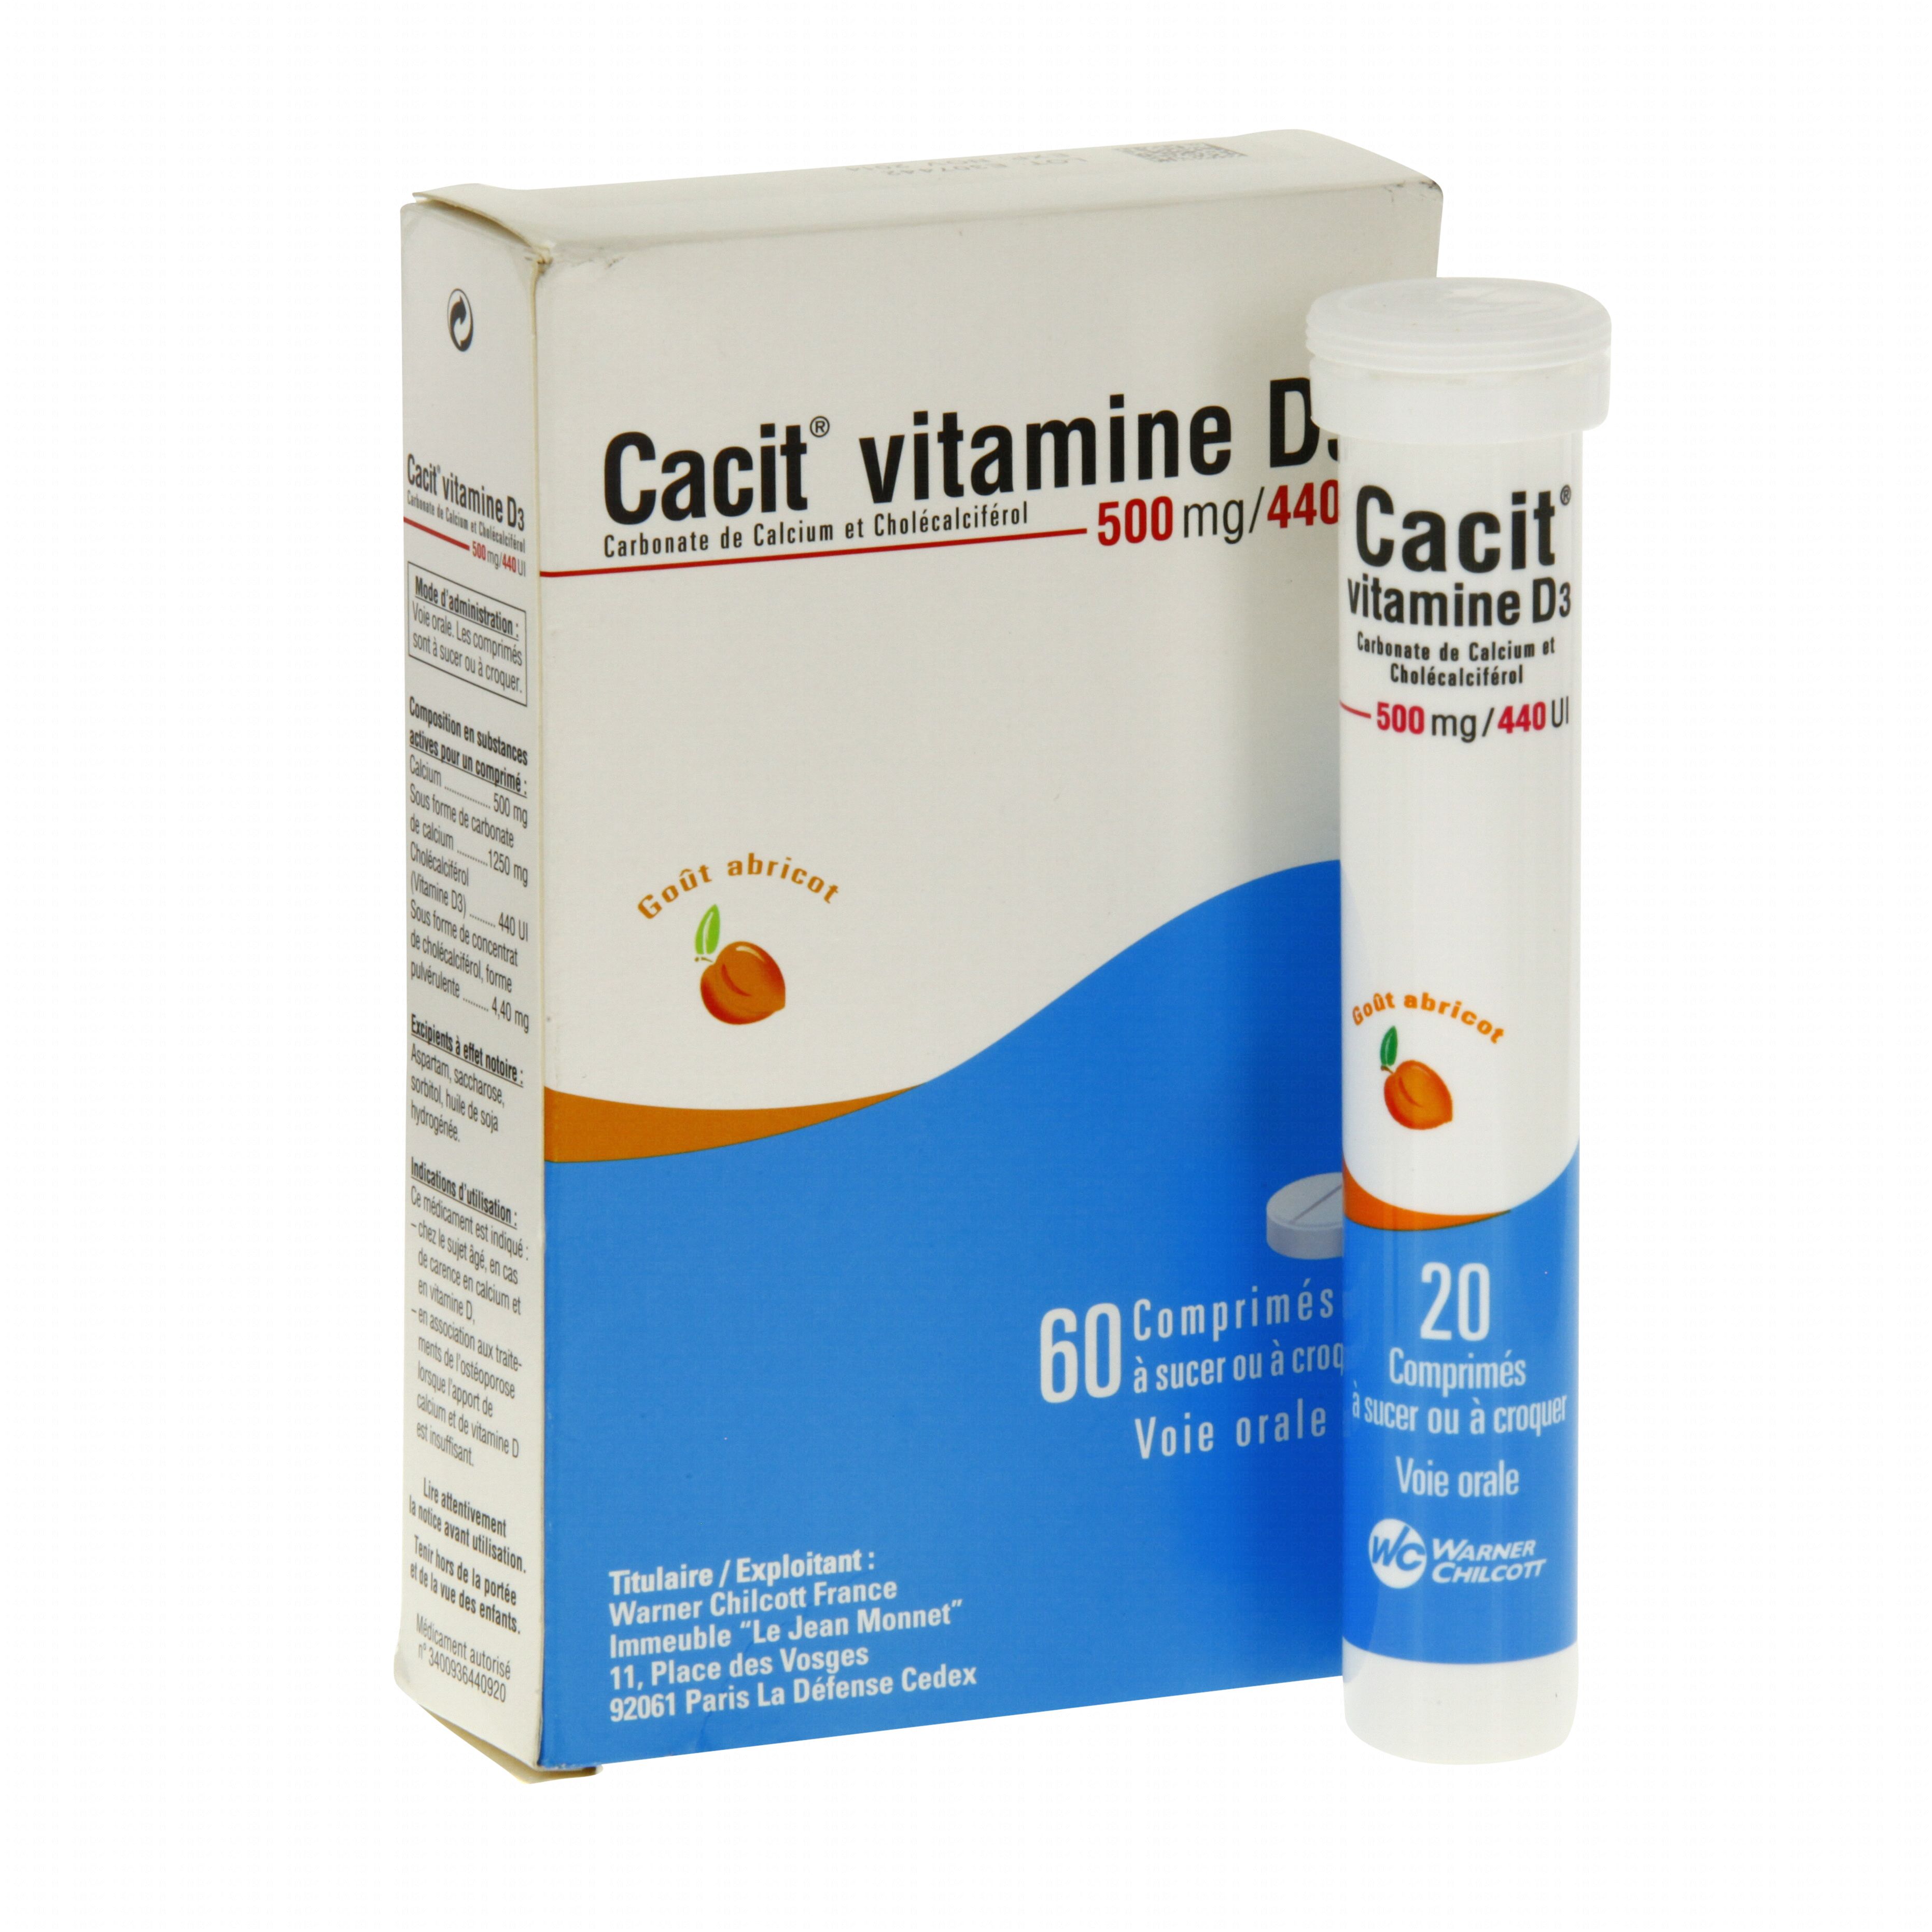 LOT E307442
EXP NOV 2014
Cacit® vitamine D3
Carbonate de Calcium et Cholécalciférol
500 mg/440 UI
Mode d'administration :
Voie orale. Les comprimés
sont à sucer ou à croquer.
Composition en substances
actives pour un comprimé :
Calcium ............. 500 mg
Sous forme de carbonate
de calcium .........1250 mg
Cholécalciférol
(Vitamine D3) ........ 440 UI
Sous forme de concentrat
de cholécalciférol, forme
pulvérulente ........ 4,40 mg
Excipients à effet notoire :
Aspartam, saccharose,
sorbitol, huile de soja
hydrogénée.
Indications d'utilisation :
Ce médicament est indiqué :
– chez le sujet âgé, en cas
de carence en calcium et
en vitamine D,
– en association aux traite-
ments de l'ostéoporose
lorsque l'apport de
calcium et de vitamine D
est insuffisant.
Lire attentivement
la notice avant utilisation.
Tenir hors de la portée
et de la vue des enfants.
Médicament autorisé
n° 3400936440920
Cacit® vitamine D3
Carbonate de Calcium et Cholécalciférol
500 mg/440
Goût abricot
60 Comprimés
à sucer ou à croq
Voie orale
Titulaire / Exploitant :
Warner Chilcott France
Immeuble “Le Jean Monnet”
11, Place des Vosges
92061 Paris La Défense Cedex
Cacit®
vitamine D3
Carbonate de Calcium et
Cholécalciférol
500 mg/440 UI
Goût abricot
20
Comprimés
à sucer ou à croquer
Voie orale
WC WARNER
CHILCOTT